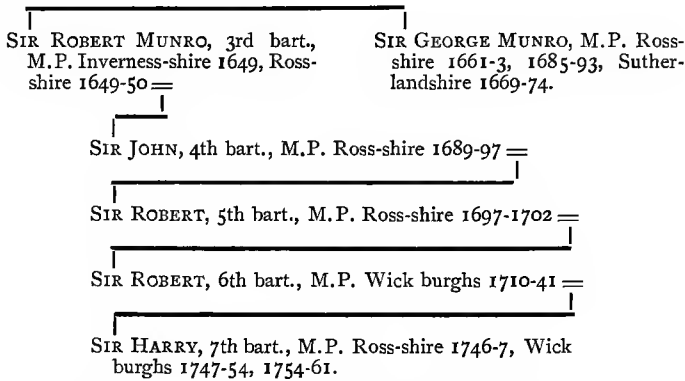 SIR ROBERT MUNRO, 3rd bart.,
M.P. Inverness-shire 1649, Ross-
shire 1649-50=
SIR GEORGE MUNRO, M.P. Ross-
shire 1661-3, 1685-93, Suther-
landshire 1669-74.
SIR JOHN, 4th bart., M.P. Ross-shire 1689-97=
SIR ROBERT, 5th bart., M.P. Ross-shire 1697-1702=
SIR ROBERT, 6th bart., M.P. Wick burghs 1710-41=
SIR HARRY, 7th bart., M.P. Ross-shire 1746-7, Wick
burghs 1747-54, 1754-61.